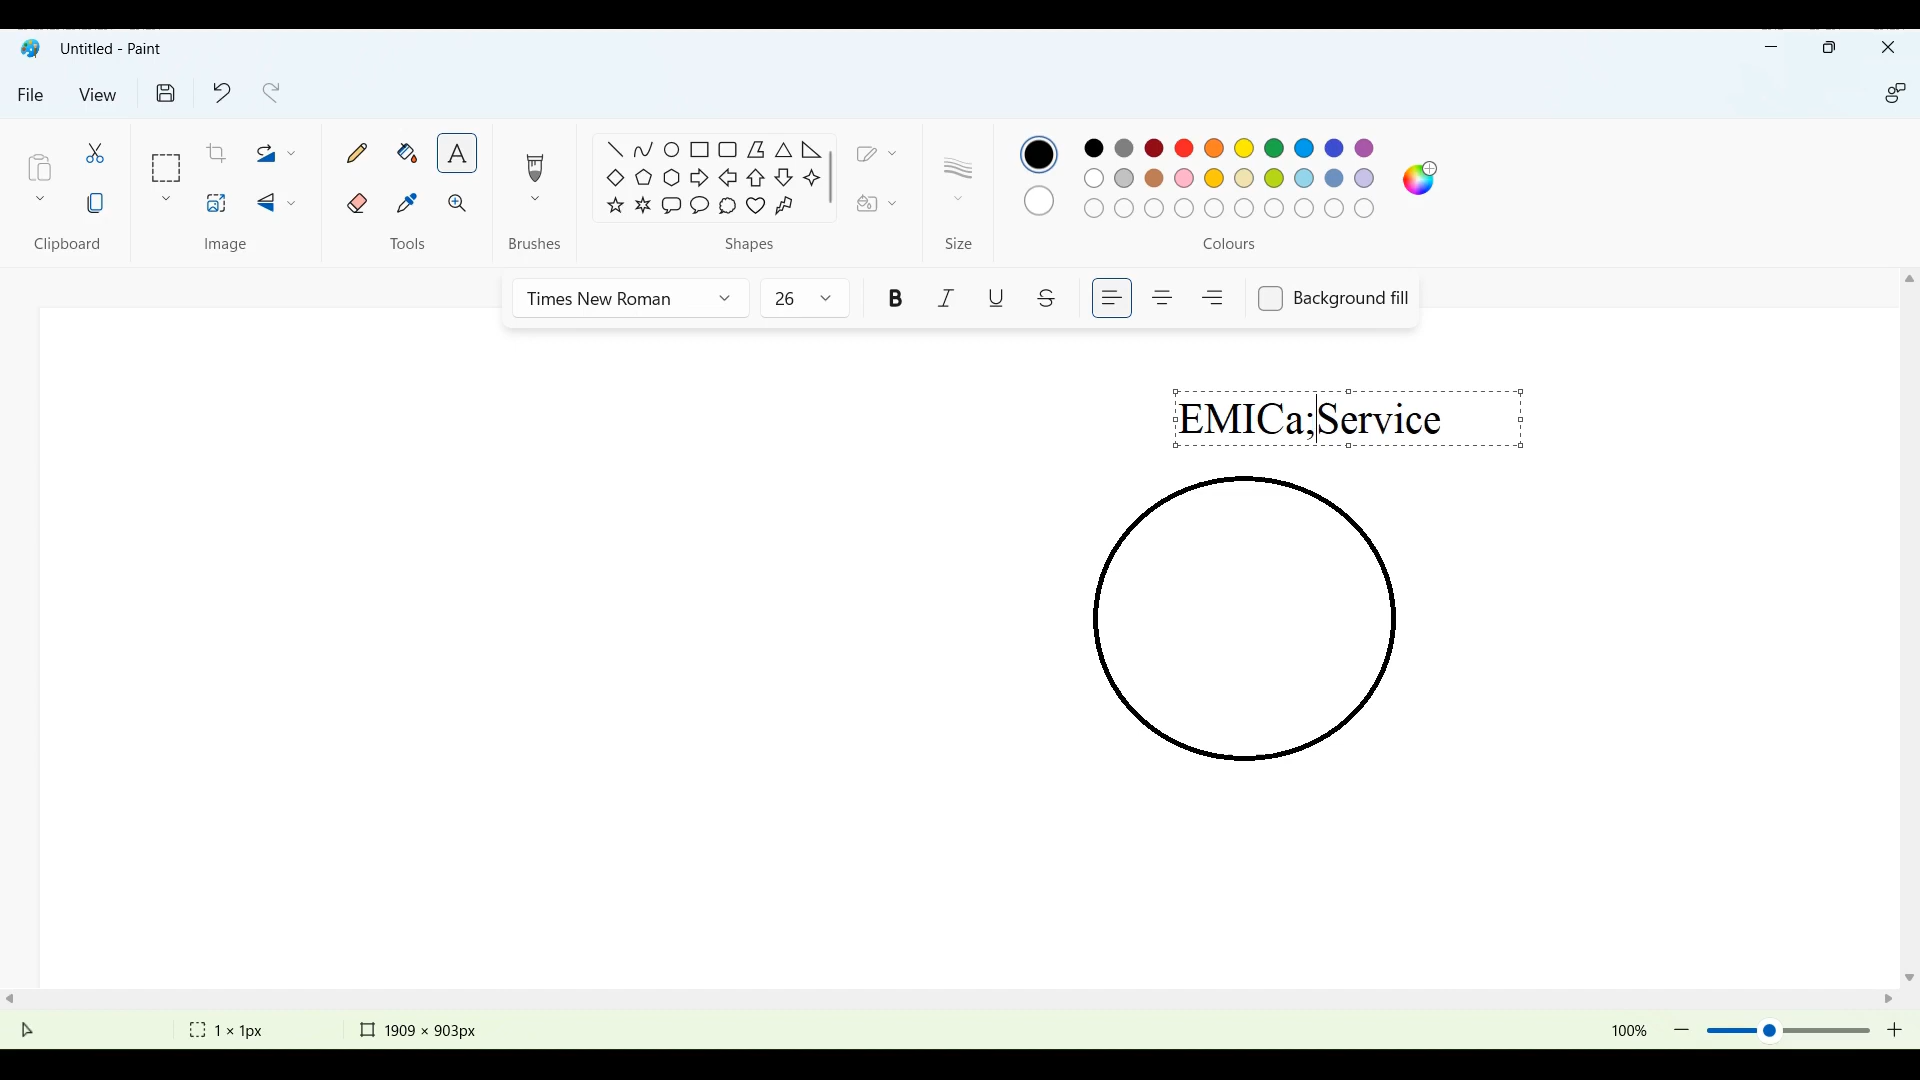 Untitled - Paint
File View
Clipboard Image Tools Brushes Shapes Size Colours
Times New Roman 26 B I U S Background fill
EMICa;Service
1 × 1px 1909 × 903px 100%